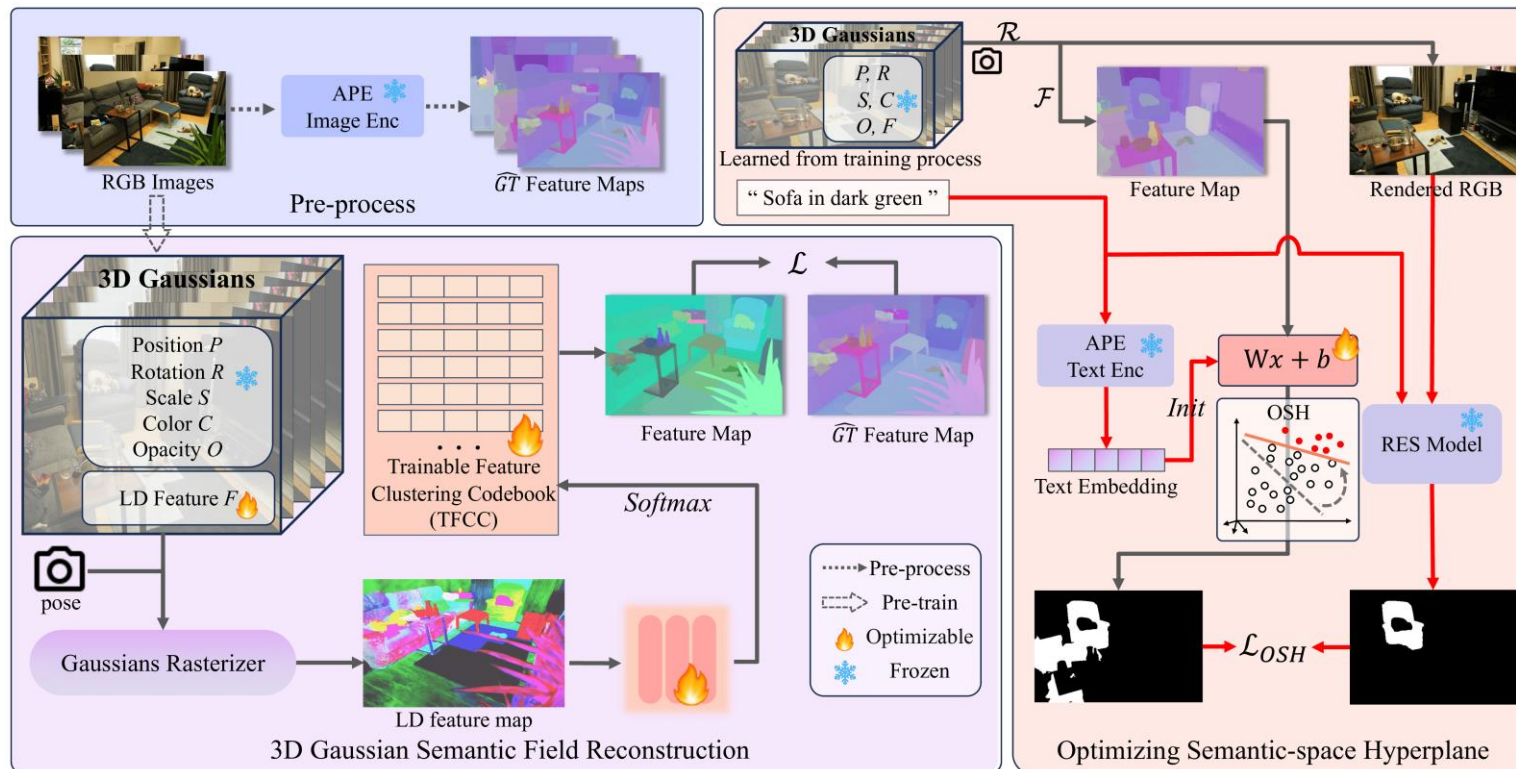 APE
Image Enc
RGB Images
$\widehat{GT}$ Feature Maps
Pre-process
3D Gaussians
Position P
Rotation R
Scale S
Color C
Opacity O
LD Feature F
pose
Gaussians Rasterizer
LD feature map
Trainable Feature
Clustering Codebook
(TFCC)
. . .
Softmax
ℒ
Feature Map
$\widehat{GT}$ Feature Map
Pre-process
Pre-train
Optimizable
Frozen
3D Gaussian Semantic Field Reconstruction
3D Gaussians
P, R
S, C
O, F
Learned from training process
ℛ
ℱ
Feature Map
Rendered RGB
“ Sofa in dark green ”
APE
Text Enc
Init
Wx + b
Text Embedding
OSH
RES Model
ℒ_OSH
Optimizing Semantic-space Hyperplane